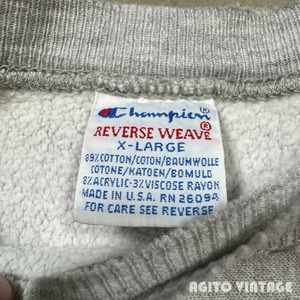 Champion®
REVERSE WEAVE®
X-LARGE
89% COTTON/COTON/BAUMWOLLE
COTONE/KATOEN/BOMULD
8% ACRYLIC·3% VISCOSE RAYON
MADE IN U.S.A. RN 26094
FOR CARE SEE REVERSE
AGITO VINTAGE